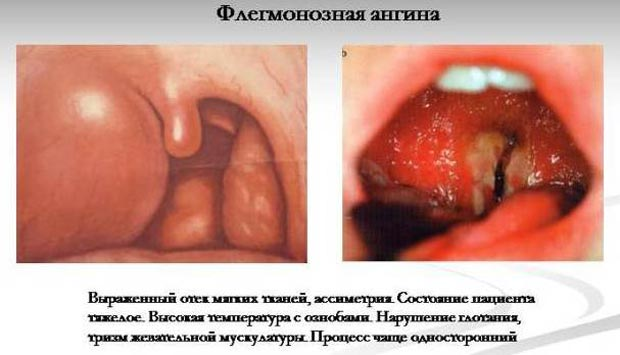 Флегмонозная ангина
Выраженный отек мягких тканей, ассиметрия. Состояние пациента
тяжелое. Высокая температура с ознобами. Нарушение глотания,
тризм жевательной мускулатуры. Процесс чаще односторонний